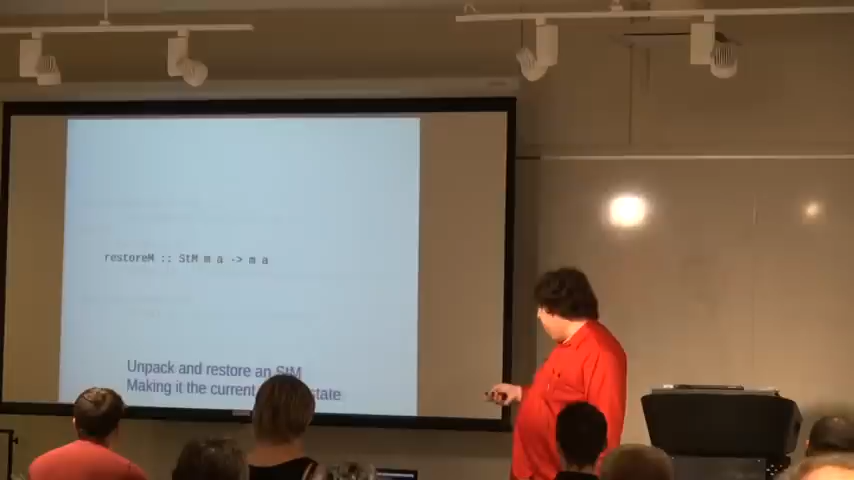 restoreM :: StM m a -> m a
Unpack and restore an StM
Making it the current state